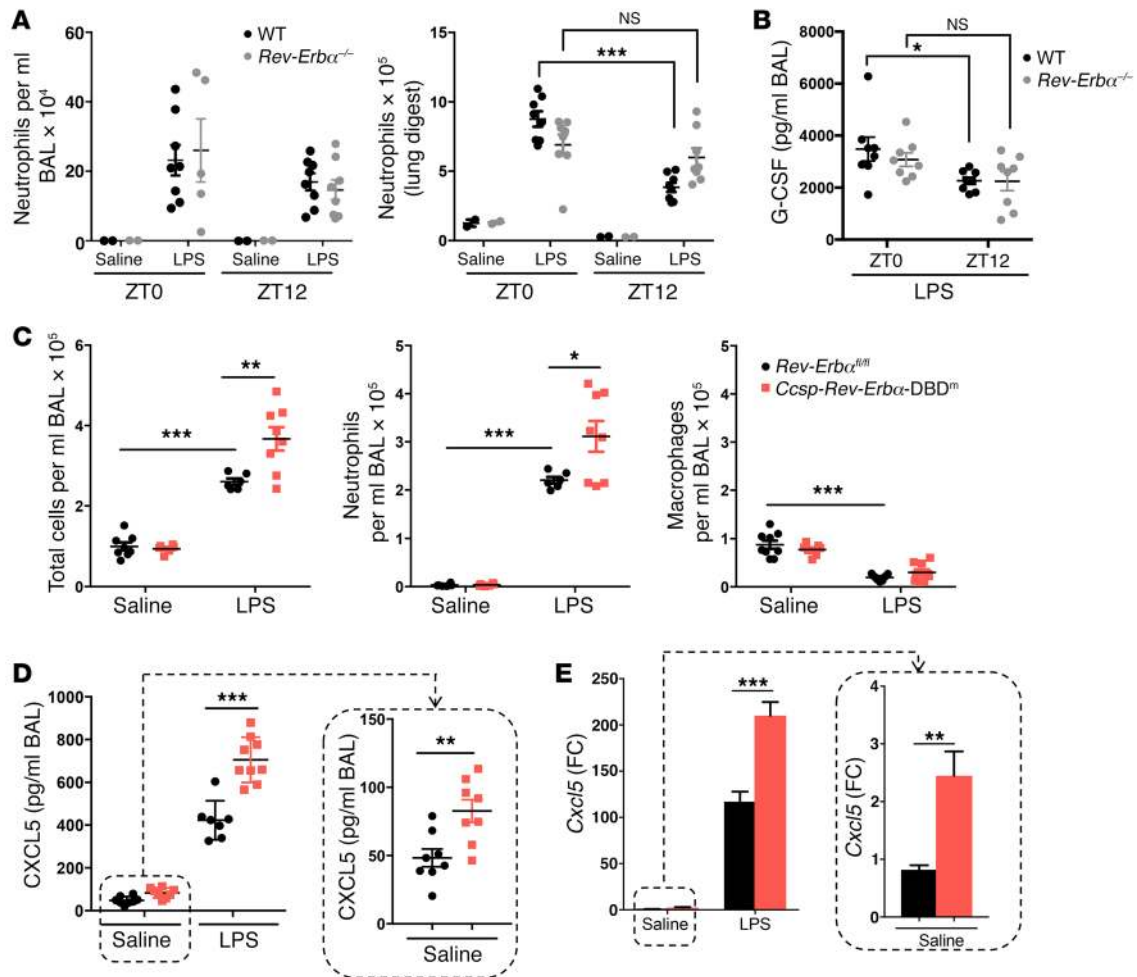 A
60
40
20
0
Neutrophils per ml
BAL × 10⁴
WT
Rev-Erbα⁻/⁻
Saline LPS Saline LPS
ZT0 ZT12
15
10
5
0
Neutrophils × 10⁵
(lung digest)
NS
***
Saline LPS Saline LPS
ZT0 ZT12
B
8000
6000
4000
2000
0
G-CSF (pg/ml BAL)
NS
*
WT
Rev-Erbα⁻/⁻
ZT0 ZT12
LPS
C
6
4
2
0
Total cells per ml BAL × 10⁵
***
**
Saline LPS
5
4
3
2
1
0
Neutrophils
per ml BAL × 10⁵
***
*
Saline LPS
5
4
3
2
1
0
Macrophages
per ml BAL × 10⁵
***
Rev-Erbα^fl/fl
Ccsp-Rev-Erbα-DBD^m
Saline LPS
D
1000
800
600
400
200
0
CXCL5 (pg/ml BAL)
***
Saline LPS
150
100
50
0
CXCL5 (pg/ml BAL)
**
Saline
E
250
200
150
100
50
0
Cxcl5 (FC)
***
Saline LPS
4
3
2
1
0
Cxcl5 (FC)
**
Saline